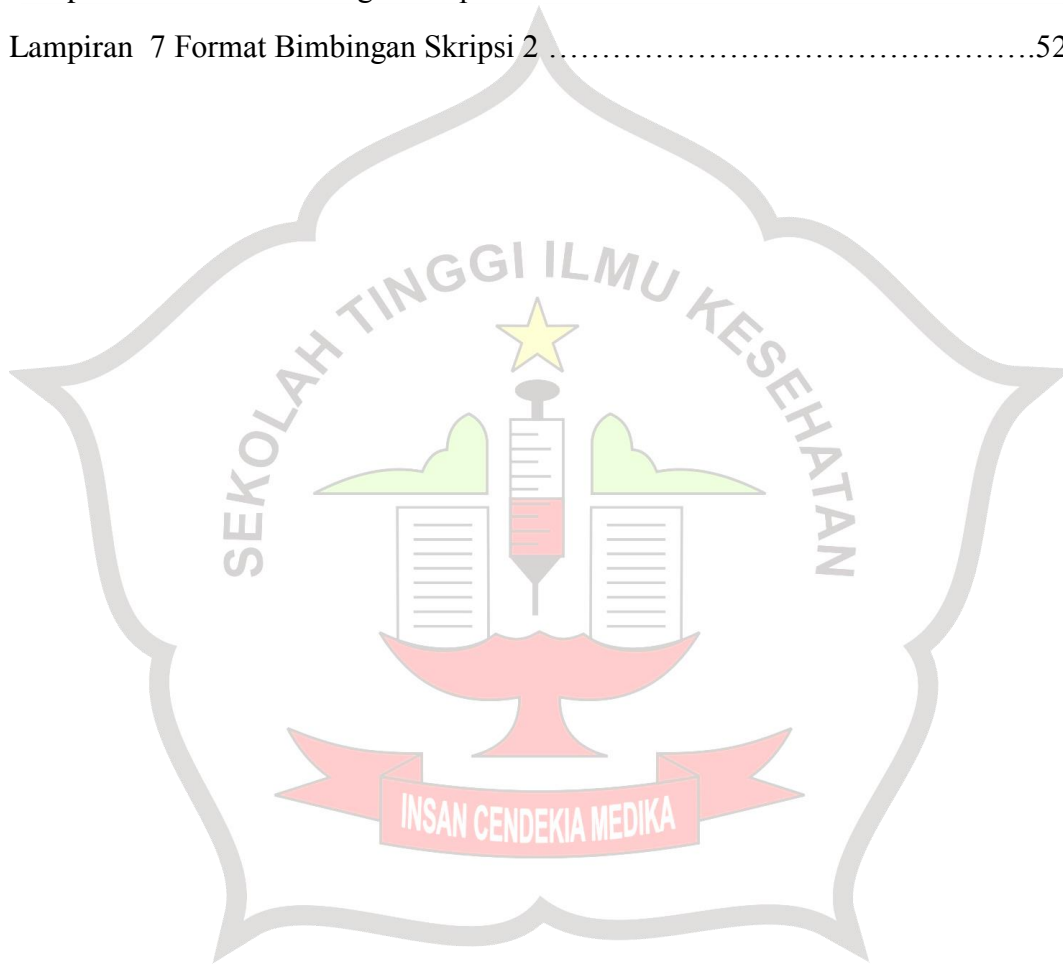 Lampiran 7 Format Bimbingan Skripsi 2 ……………………………………….52
SEKOLAH TINGGI ILMU KESEHATAN
INSAN CENDEKIA MEDIKA